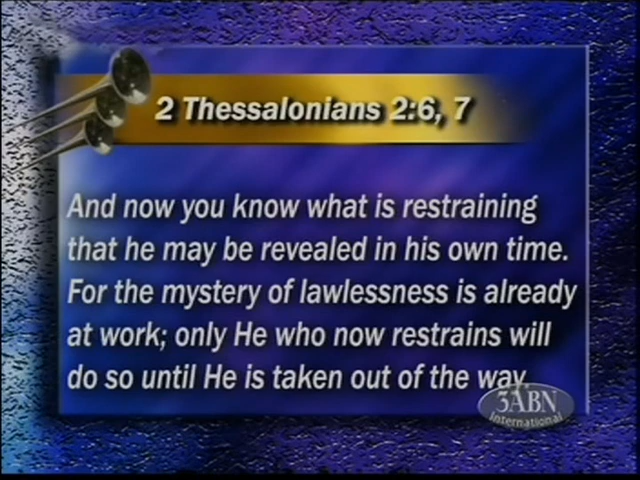 2 Thessalonians 2:6, 7
And now you know what is restraining
that he may be revealed in his own time.
For the mystery of lawlessness is already
at work; only He who now restrains will
do so until He is taken out of the way
3ABN
International